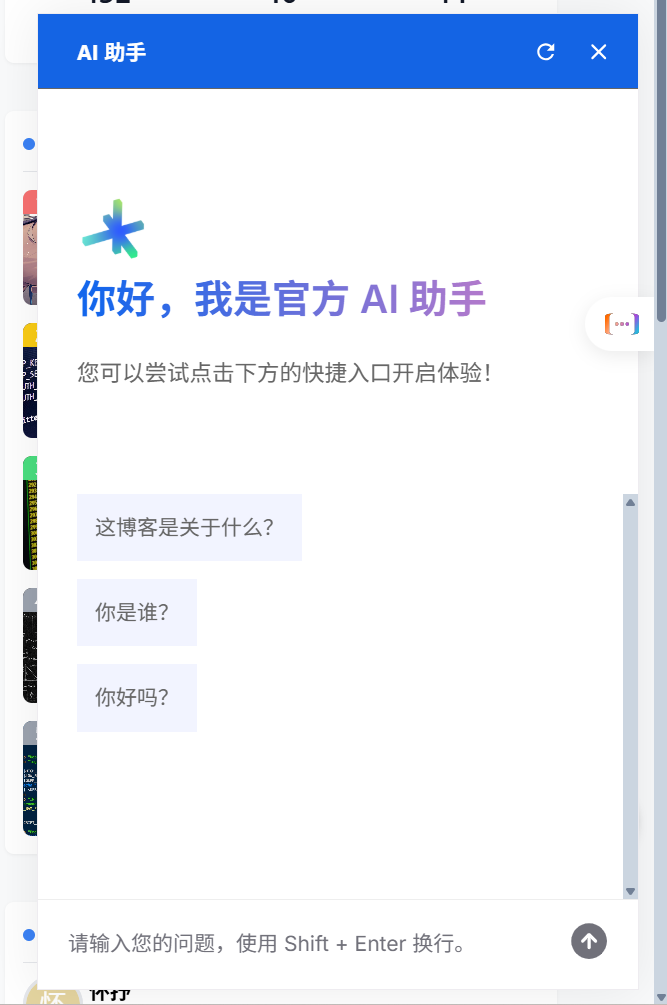 AI 助手
你好，我是官方 AI 助手
您可以尝试点击下方的快捷入口开启体验！
这博客是关于什么？
你是谁？
你好吗？
请输入您的问题，使用 Shift + Enter 换行。
怀
怀抒